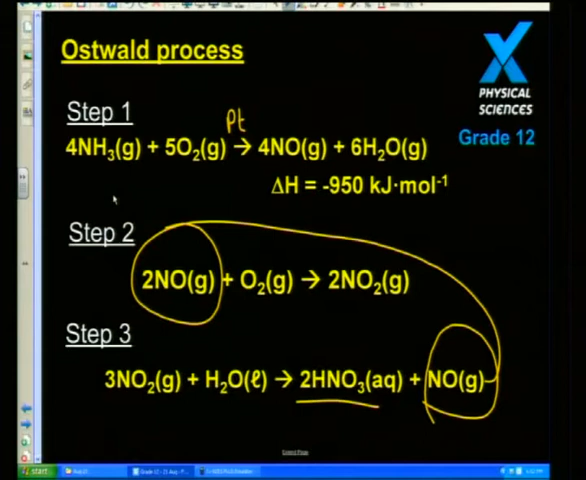 Ostwald process
PHYSICAL
SCIENCES
Grade 12
Step 1
Pt
4NH₃(g) + 5O₂(g) → 4NO(g) + 6H₂O(g)
ΔH = -950 kJ·mol⁻¹
Step 2
2NO(g) + O₂(g) → 2NO₂(g)
Step 3
3NO₂(g) + H₂O(ℓ) → 2HNO₃(aq) + NO(g)
start